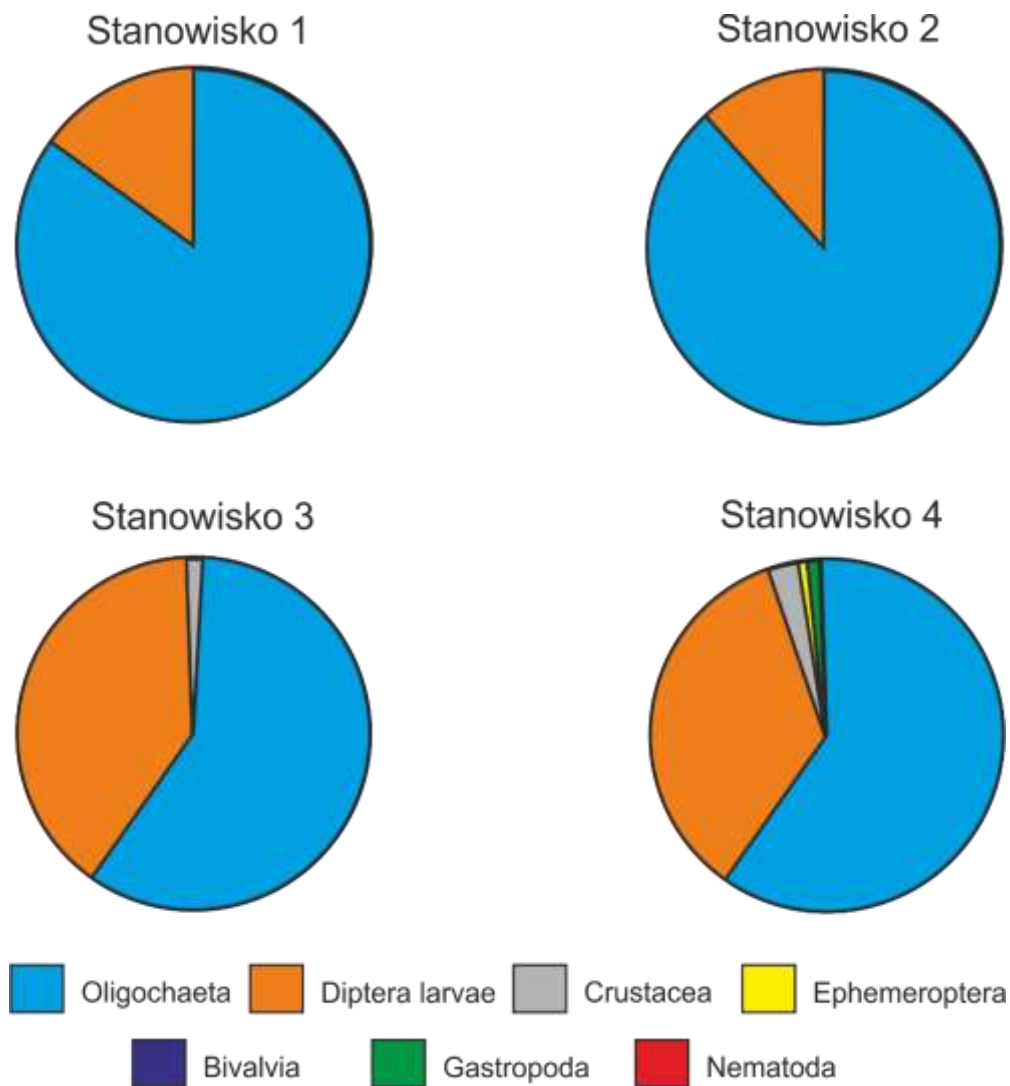 Stanowisko 1
Stanowisko 2
Stanowisko 3
Stanowisko 4
Oligochaeta
Diptera larvae
Crustacea
Ephemeroptera
Bivalvia
Gastropoda
Nematoda